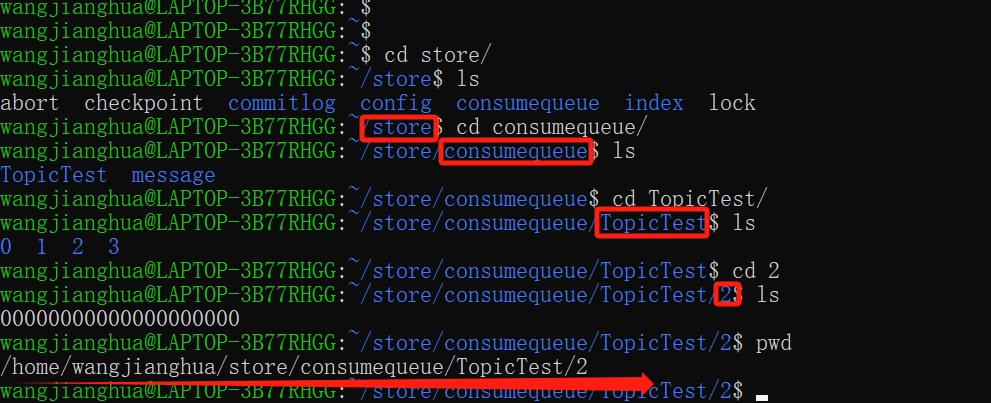 wangjianghua@LAPTOP-3B77RHGG:~$
wangjianghua@LAPTOP-3B77RHGG:~$
wangjianghua@LAPTOP-3B77RHGG:~$ cd store/
wangjianghua@LAPTOP-3B77RHGG:~/store$ ls
abort  checkpoint  commitlog  config  consumequeue  index  lock
wangjianghua@LAPTOP-3B77RHGG:~/store$ cd consumequeue/
wangjianghua@LAPTOP-3B77RHGG:~/store/consumequeue$ ls
TopicTest  message
wangjianghua@LAPTOP-3B77RHGG:~/store/consumequeue$ cd TopicTest/
wangjianghua@LAPTOP-3B77RHGG:~/store/consumequeue/TopicTest$ ls
0  1  2  3
wangjianghua@LAPTOP-3B77RHGG:~/store/consumequeue/TopicTest$ cd 2
wangjianghua@LAPTOP-3B77RHGG:~/store/consumequeue/TopicTest/2$ ls
00000000000000000000
wangjianghua@LAPTOP-3B77RHGG:~/store/consumequeue/TopicTest/2$ pwd
/home/wangjianghua/store/consumequeue/TopicTest/2
wangjianghua@LAPTOP-3B77RHGG:~/store/consumequeue/TopicTest/2$